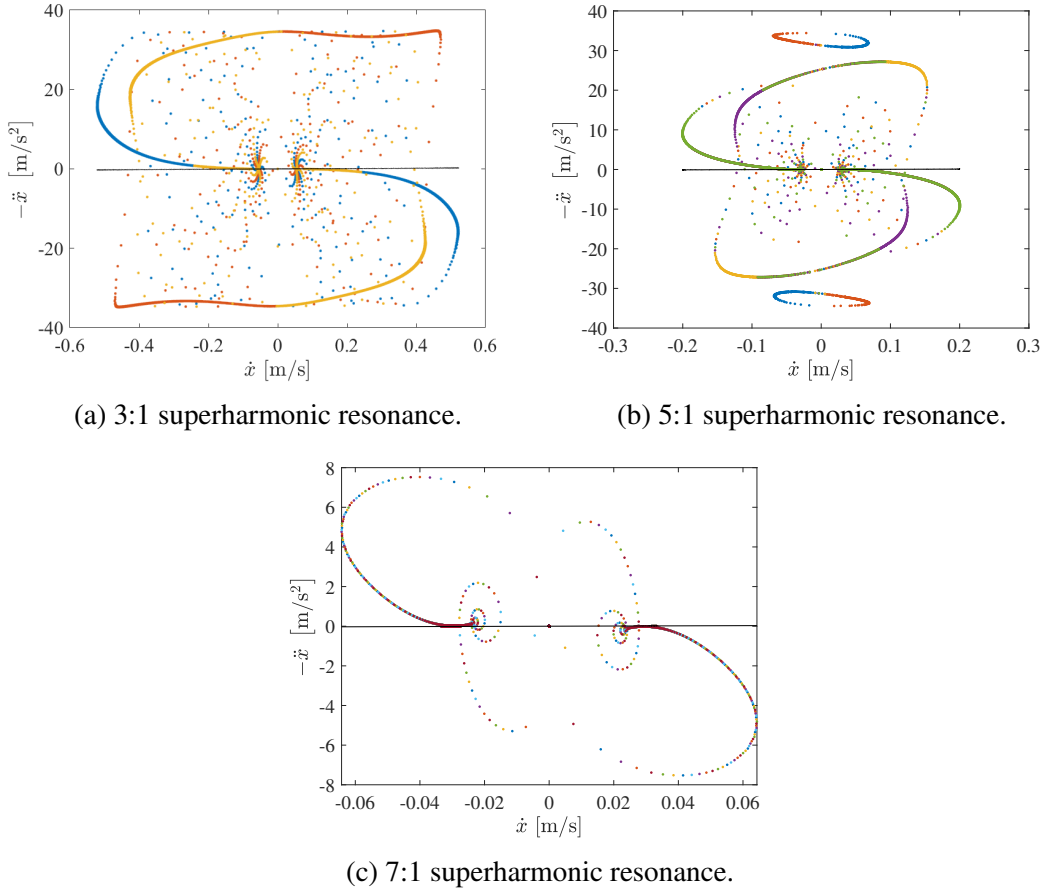 40
30
20
10
0
-10
-20
-30
-40
−ẍ [m/s²]
-0.6 -0.4 -0.2 0 0.2 0.4 0.6
ẋ [m/s]
(a) 3:1 superharmonic resonance.
40
30
20
10
0
-10
-20
-30
-40
−ẍ [m/s²]
-0.3 -0.2 -0.1 0 0.1 0.2 0.3
ẋ [m/s]
(b) 5:1 superharmonic resonance.
8
6
4
2
0
-2
-4
-6
-8
−ẍ [m/s²]
-0.06 -0.04 -0.02 0 0.02 0.04 0.06
ẋ [m/s]
(c) 7:1 superharmonic resonance.